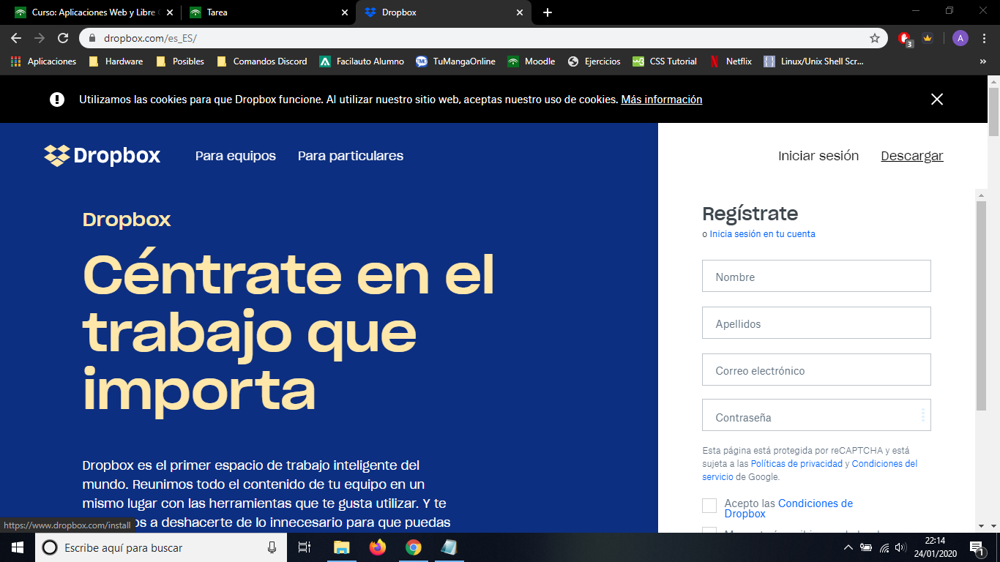 Curso: Aplicaciones Web y Libre
Tarea
Dropbox
dropbox.com/es_ES/
3
A
Aplicaciones
Hardware
Posibles
Comandos Discord
Facilauto Alumno
TuMangaOnline
Moodle
Ejercicios
CSS Tutorial
Linux/Unix Shell Scr...
Netflix
Utilizamos las cookies para que Dropbox funcione. Al utilizar nuestro sitio web, aceptas nuestro uso de cookies. Más información
Dropbox
Para equipos
Para particulares
Iniciar sesión
Descargar
Dropbox
Céntrate en el
trabajo que
importa
Dropbox es el primer espacio de trabajo inteligente del
mundo. Reunimos todo el contenido de tu equipo en un
mismo lugar con las herramientas que te gusta utilizar. Y te
a deshacerte de lo innecesario para que puedas
https://www.dropbox.com/install
Regístrate
o Inicia sesión en tu cuenta
Nombre
Apellidos
Correo electrónico
Contraseña
Esta página está protegida por reCAPTCHA y está
sujeta a las Políticas de privacidad y Condiciones del
servicio de Google.
Acepto las Condiciones de
Dropbox
Escribe aquí para buscar
22:14
24/01/2020
1